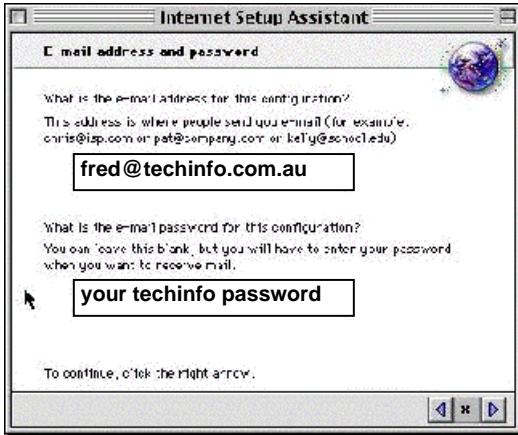 Internet Setup Assistant
E-mail address and password
What is the e-mail address for this configuration?
This address is where people send you e-mail (for example:
chris@isp.com or pat@company.com or kelly@school.edu)
fred@techinfo.com.au
What is the e-mail password for this configuration?
You can leave this blank, but you will have to enter your password
when you want to receive mail.
your techinfo password
To continue, click the right arrow.
8